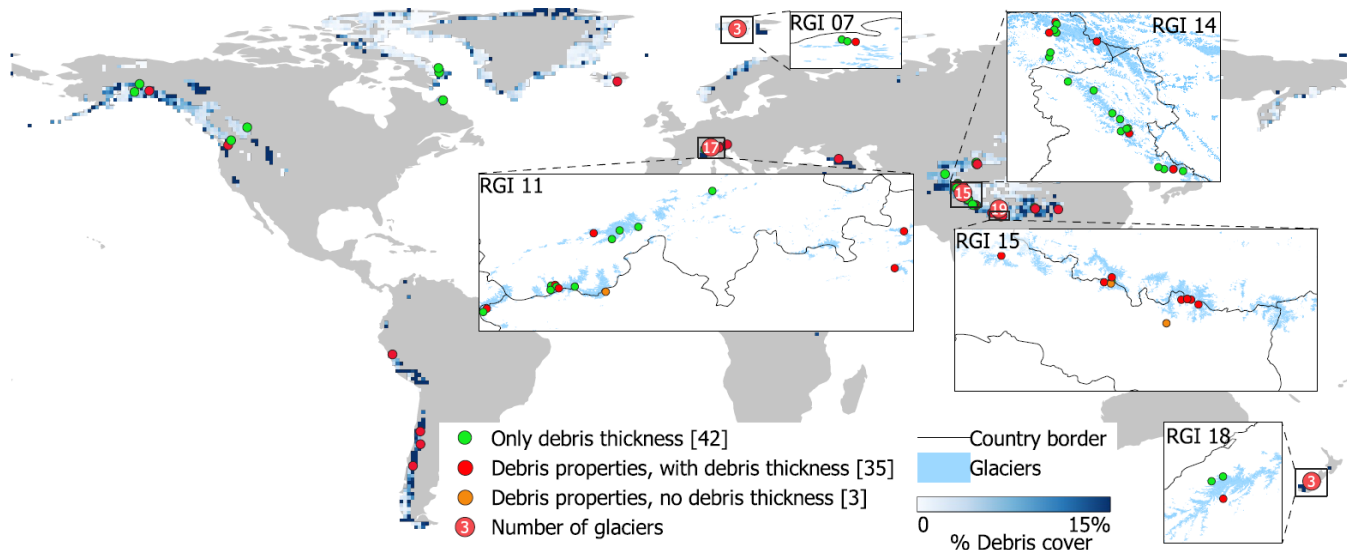 RGI 07
RGI 14
3
17
15
19
RGI 11
RGI 15
RGI 18
3
Only debris thickness [42]
Debris properties, with debris thickness [35]
Debris properties, no debris thickness [3]
3 Number of glaciers
Country border
Glaciers
0 15%
% Debris cover